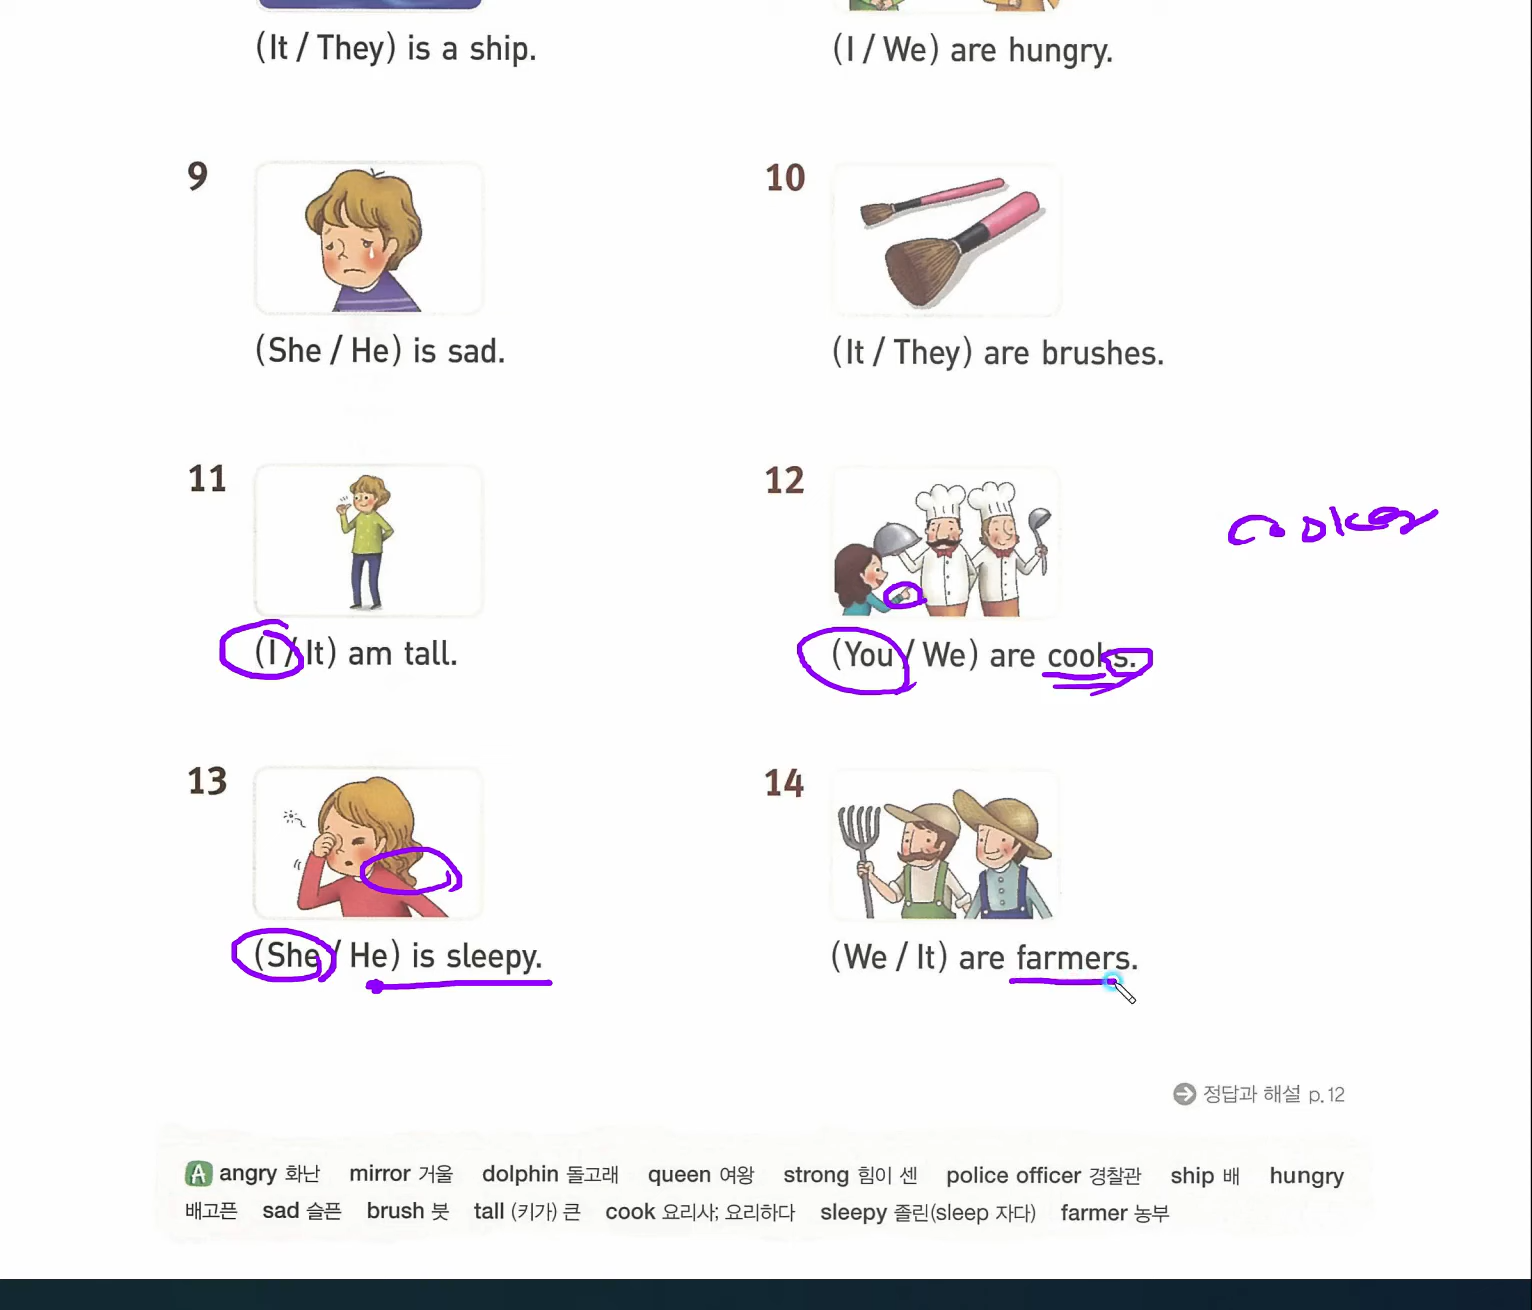 (It / They) is a ship.
(I / We) are hungry.
9
10
(She / He) is sad.
(It / They) are brushes.
11
12
cooker
(I / It) am tall.
(You / We) are cooks.
13
14
(She / He) is sleepy.
(We / It) are farmers.
정답과 해설 p.12
A angry 화난 mirror 거울 dolphin 돌고래 queen 여왕 strong 힘이 센 police officer 경찰관 ship 배 hungry
배고픈 sad 슬픈 brush 붓 tall (키가) 큰 cook 요리사; 요리하다 sleepy 졸린(sleep 자다) farmer 농부